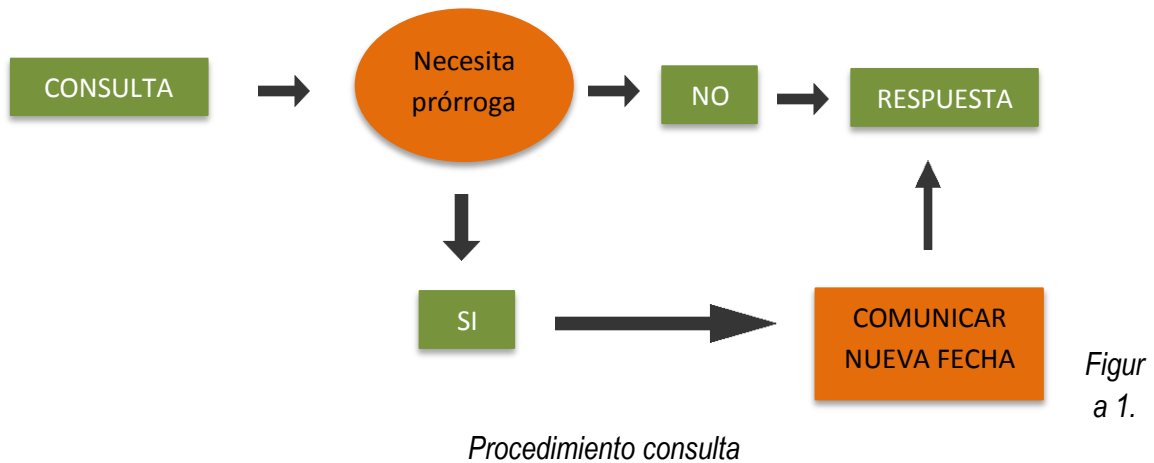 CONSULTA
Necesita
prórroga
NO
RESPUESTA
SI
COMUNICAR
NUEVA FECHA
Figur
a 1.
Procedimiento consulta